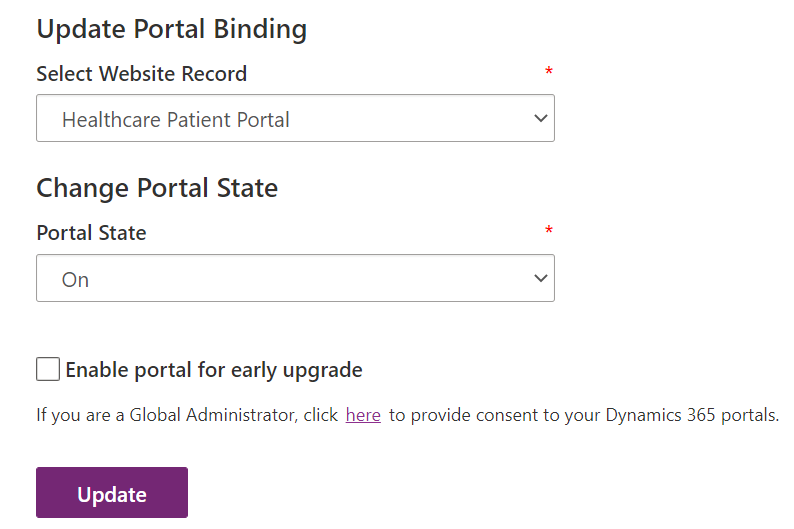 Update Portal Binding
Select Website Record *
Healthcare Patient Portal
Change Portal State
Portal State *
On
Enable portal for early upgrade
If you are a Global Administrator, click here to provide consent to your Dynamics 365 portals.
Update